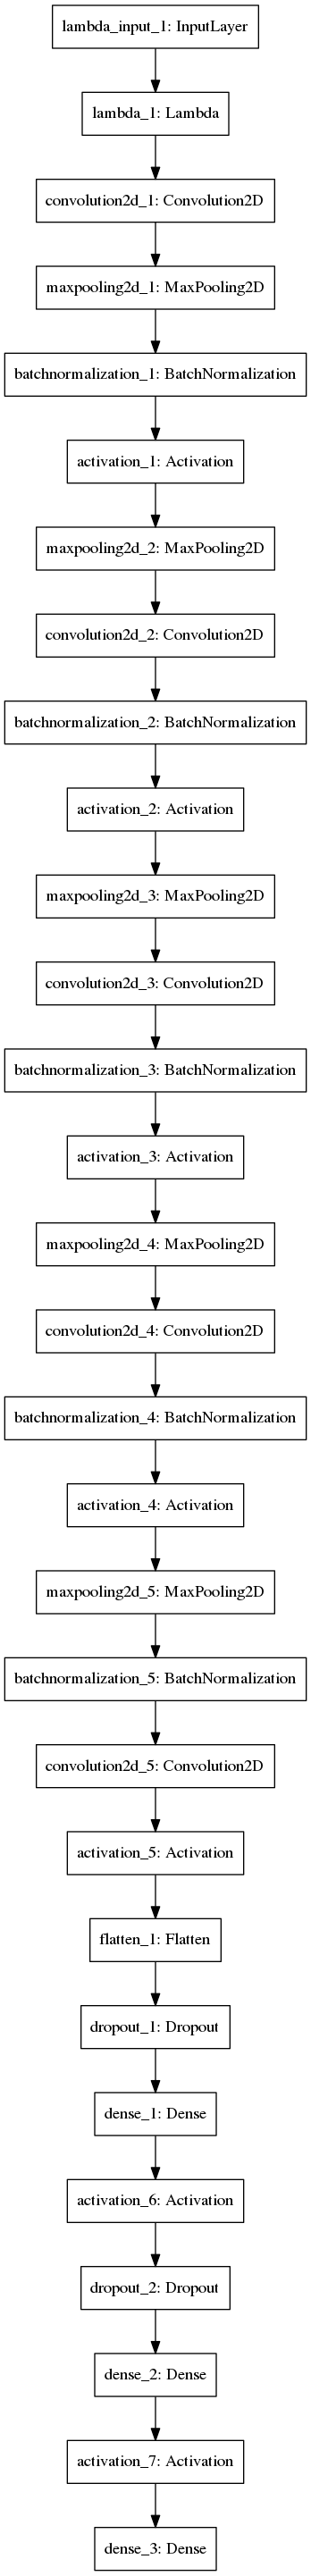 lambda_input_1: InputLayer
lambda_1: Lambda
convolution2d_1: Convolution2D
maxpooling2d_1: MaxPooling2D
batchnormalization_1: BatchNormalization
activation_1: Activation
maxpooling2d_2: MaxPooling2D
convolution2d_2: Convolution2D
batchnormalization_2: BatchNormalization
activation_2: Activation
maxpooling2d_3: MaxPooling2D
convolution2d_3: Convolution2D
batchnormalization_3: BatchNormalization
activation_3: Activation
maxpooling2d_4: MaxPooling2D
convolution2d_4: Convolution2D
batchnormalization_4: BatchNormalization
activation_4: Activation
maxpooling2d_5: MaxPooling2D
batchnormalization_5: BatchNormalization
convolution2d_5: Convolution2D
activation_5: Activation
flatten_1: Flatten
dropout_1: Dropout
dense_1: Dense
activation_6: Activation
dropout_2: Dropout
dense_2: Dense
activation_7: Activation
dense_3: Dense